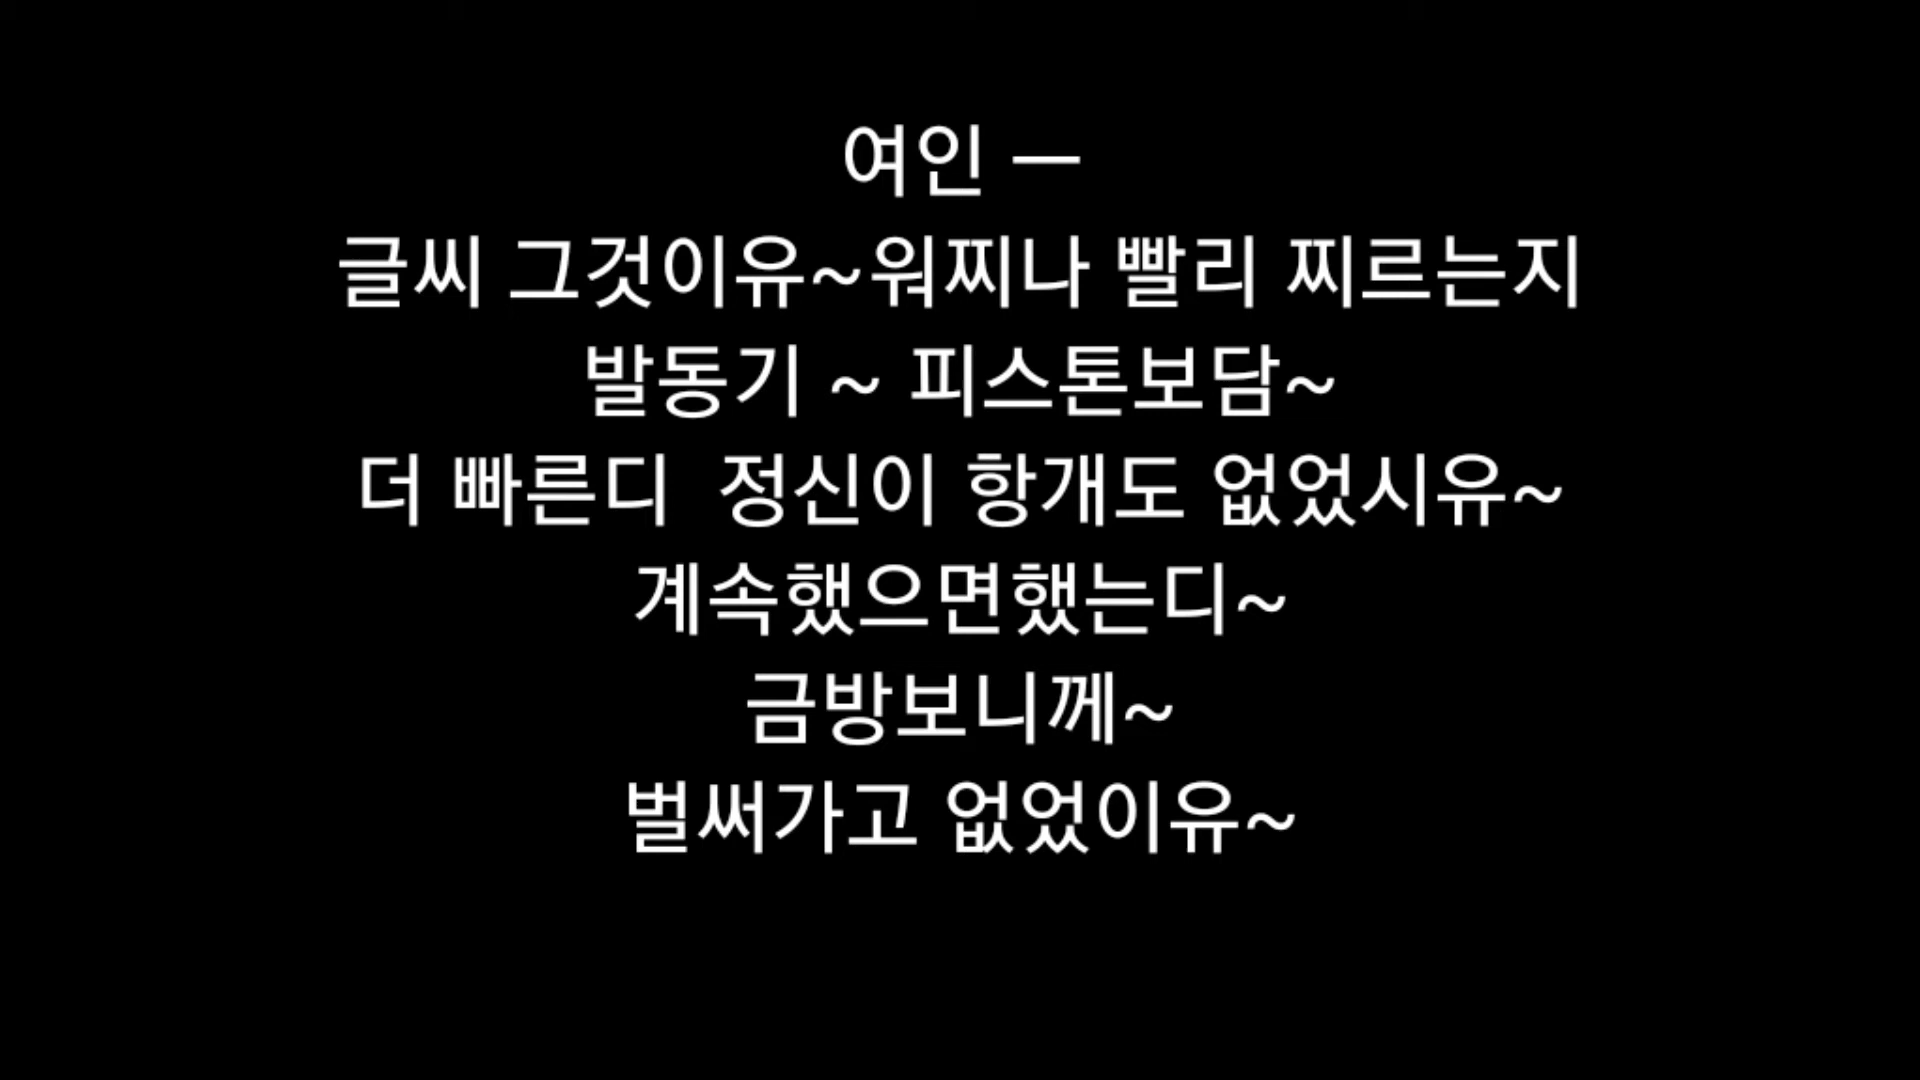 여인 ㅡ
글씨 그것이유~워찌나 빨리 찌르는지
발동기 ~ 피스톤보담~
더 빠른디 정신이 항개도 없었시유~
계속했으면했는디~
금방보니께~
벌써가고 없었이유~